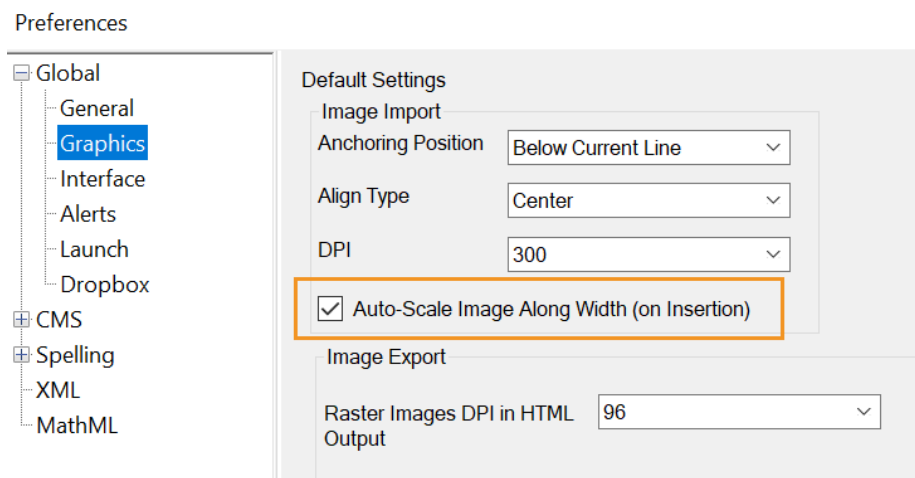 Preferences
Global
General
Graphics
Interface
Alerts
Launch
Dropbox
CMS
Spelling
XML
MathML
Default Settings
Image Import
Anchoring Position Below Current Line
Align Type Center
DPI 300
Auto-Scale Image Along Width (on Insertion)
Image Export
Raster Images DPI in HTML 96
Output